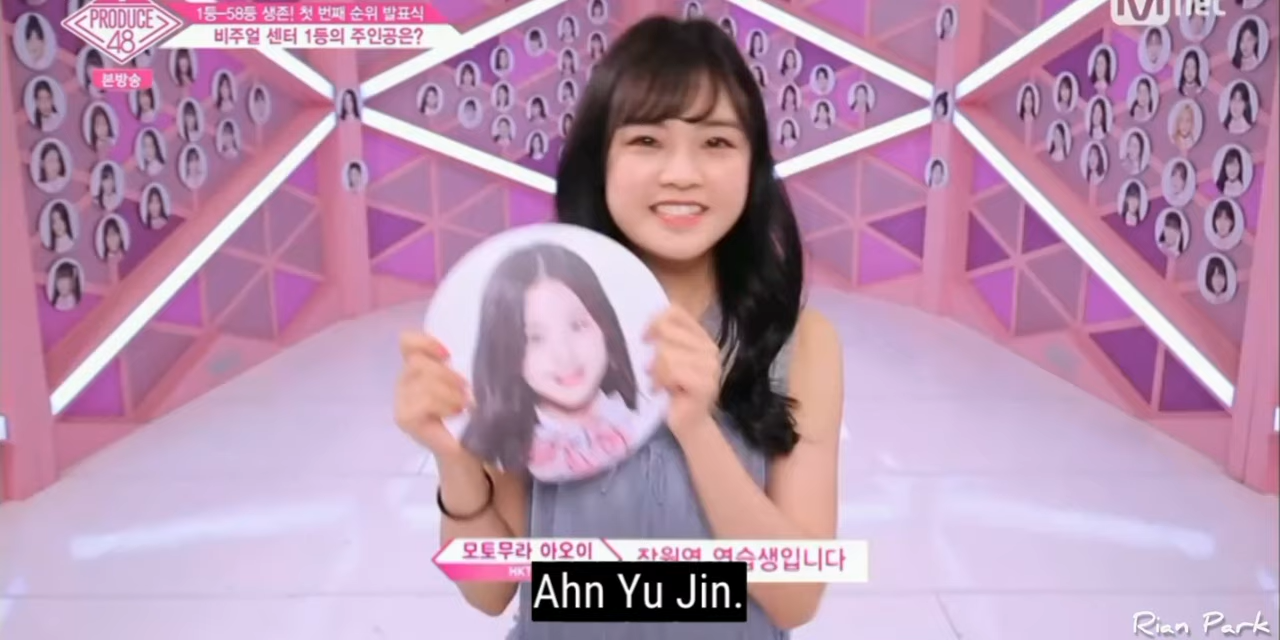 PRODUCE
48
1등–58등 생존! 첫 번째 순위 발표식
비주얼 센터 1등의 주인공은?
본방송
Mnet
모토무라 아오이
장원영 연습생입니다
HKT
Ahn Yu Jin.
Rian Park